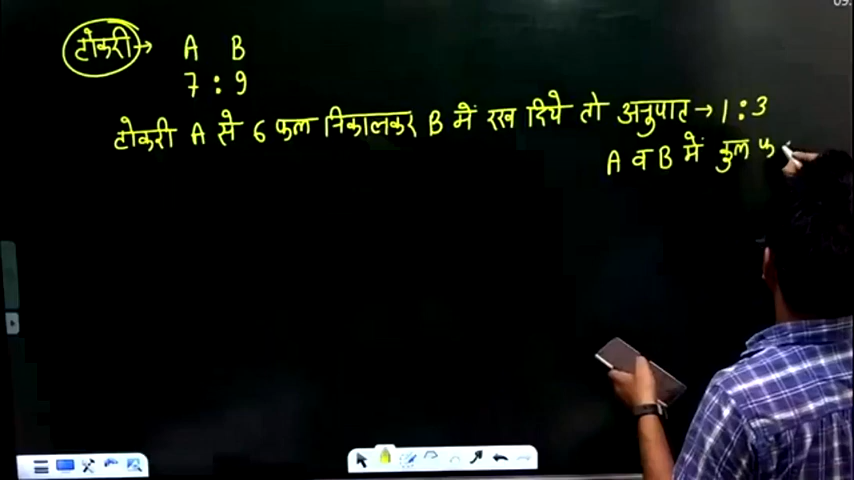 टोकरी → A B
7 : 9
टोकरी A से 6 फल निकालकर B में रख दिये तो अनुपात → 1 : 3
A व B में कुल फ